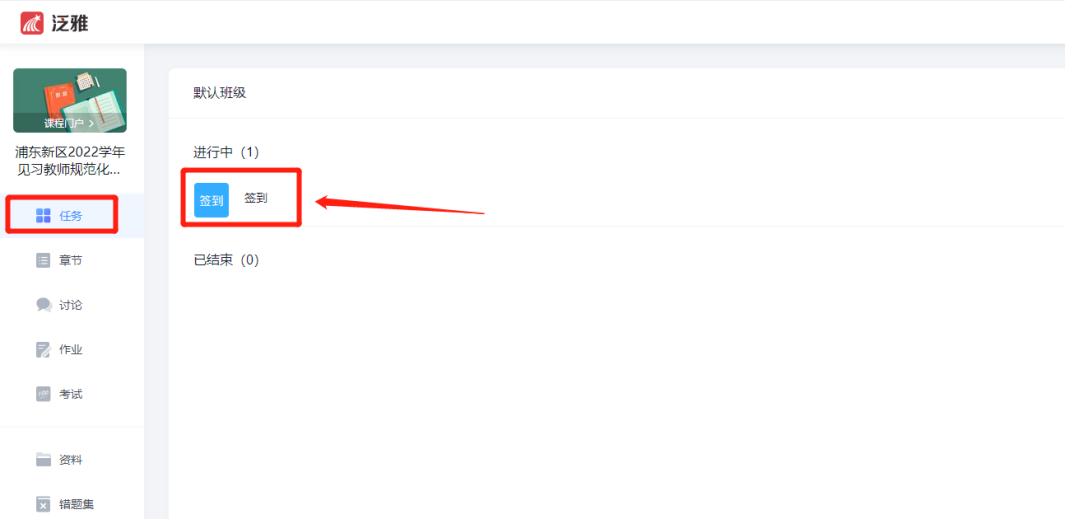 泛雅
课程门户 >
浦东新区2022学年
见习教师规范化...
任务
章节
讨论
作业
考试
资料
错题集
默认班级
进行中（1）
签到 签到
已结束（0）